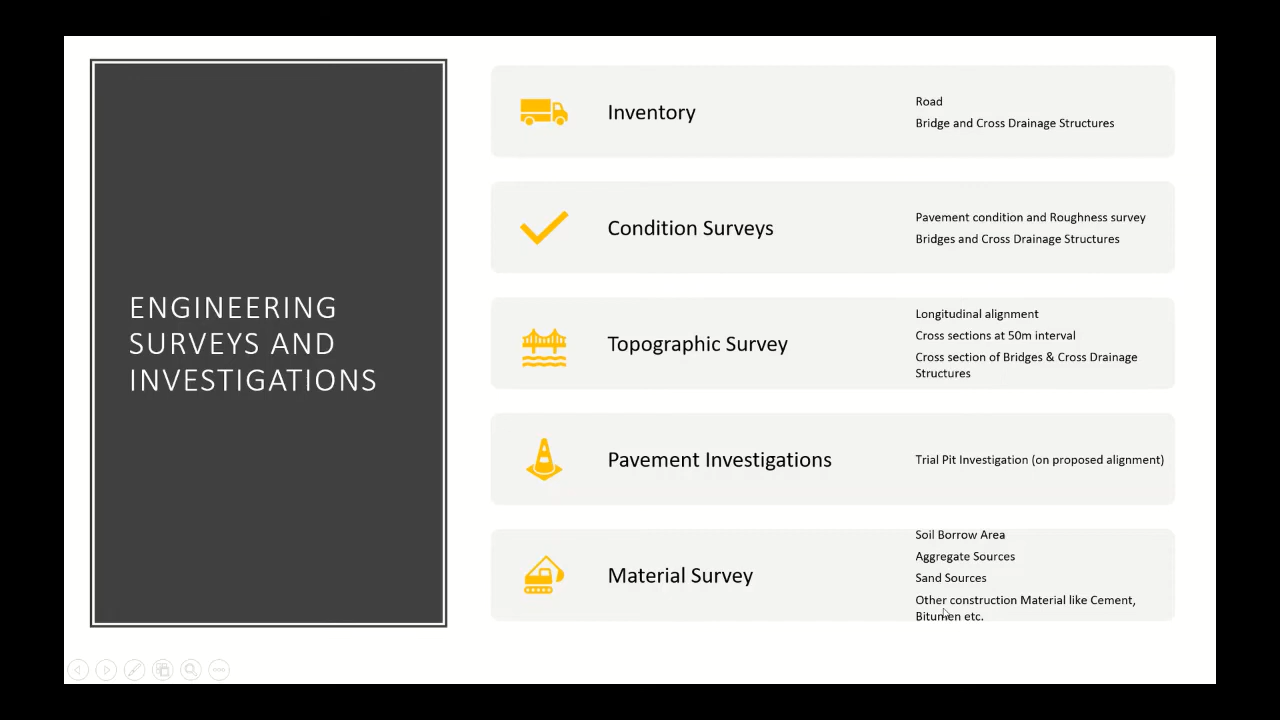 ENGINEERING
SURVEYS AND
INVESTIGATIONS
Inventory
Road
Bridge and Cross Drainage Structures
Condition Surveys
Pavement condition and Roughness survey
Bridges and Cross Drainage Structures
Topographic Survey
Longitudinal alignment
Cross sections at 50m interval
Cross section of Bridges & Cross Drainage
Structures
Pavement Investigations
Trial Pit Investigation (on proposed alignment)
Material Survey
Soil Borrow Area
Aggregate Sources
Sand Sources
Other construction Material like Cement,
Bitumen etc.